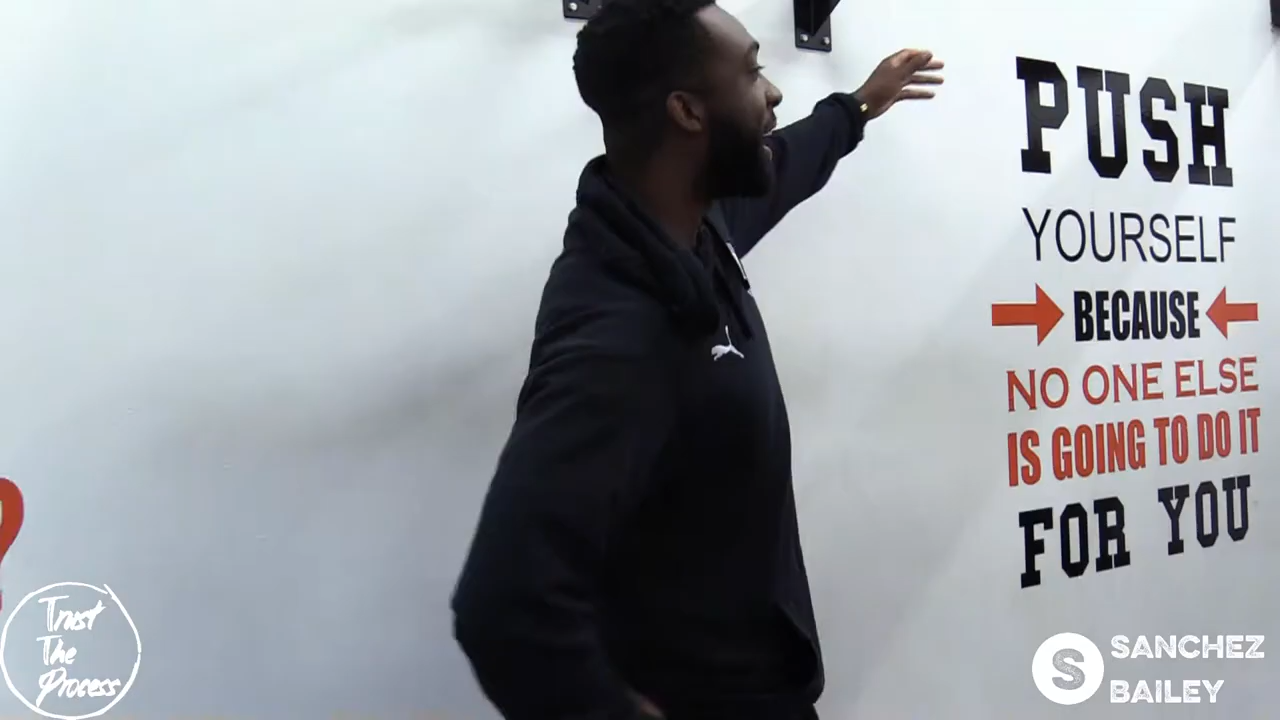 PUSH
YOURSELF
BECAUSE
NO ONE ELSE
IS GOING TO DO IT
FOR YOU
Trust
The
Process
S
SANCHEZ
BAILEY